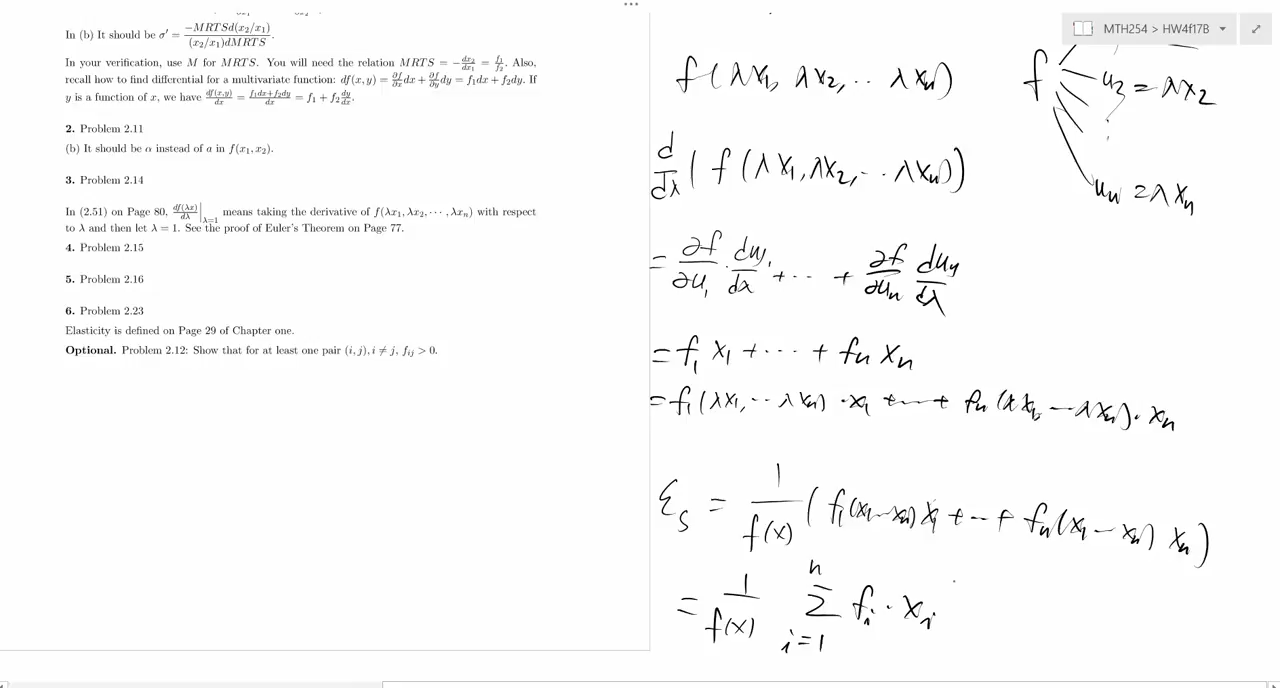 In (b) It should be σ′ = −MRTSd(x₂/x₁) / (x₂/x₁)dMRTS .
In your verification, use M for MRTS. You will need the relation MRTS = −dx₂/dx₁ = f₁/f₂. Also,
recall how to find differential for a multivariate function: df(x, y) = ∂f/∂x dx + ∂f/∂y dy = f₁dx + f₂dy. If
y is a function of x, we have df(x,y)/dx = f₁dx+f₂dy/dx = f₁ + f₂ dy/dx.
2. Problem 2.11
(b) It should be α instead of a in f(x₁, x₂).
3. Problem 2.14
In (2.51) on Page 80, df(λx)/dλ |λ=1 means taking the derivative of f(λx₁, λx₂, ⋯ , λxₙ) with respect
to λ and then let λ = 1. See the proof of Euler's Theorem on Page 77.
4. Problem 2.15
5. Problem 2.16
6. Problem 2.23
Elasticity is defined on Page 29 of Chapter one.
Optional. Problem 2.12: Show that for at least one pair (i, j), i ≠ j, fᵢⱼ > 0.
MTH254 > HW4f17B
f(λx₁, λx₂, ·· λxₙ)
f
u₂ = λx₂
uₙ = λxₙ
d/dλ ( f (λx₁, λx₂, ·· λxₙ))
= ∂f/∂u₁ · du₁/dλ + ·· + ∂f/∂uₙ duₙ/dλ
= f₁ x₁ + ··· + fₙ xₙ
= f₁(λx₁, ·· λxₙ) · x₁ + ··· + fₙ (λx₁, -- λxₙ) · xₙ
εₛ = 1/f(x) ( f₁(x₁ -- xₙ) x₁ + -- + fₙ(x₁ -- xₙ) xₙ )
= 1/f(x) Σ i=1 n fᵢ · xᵢ